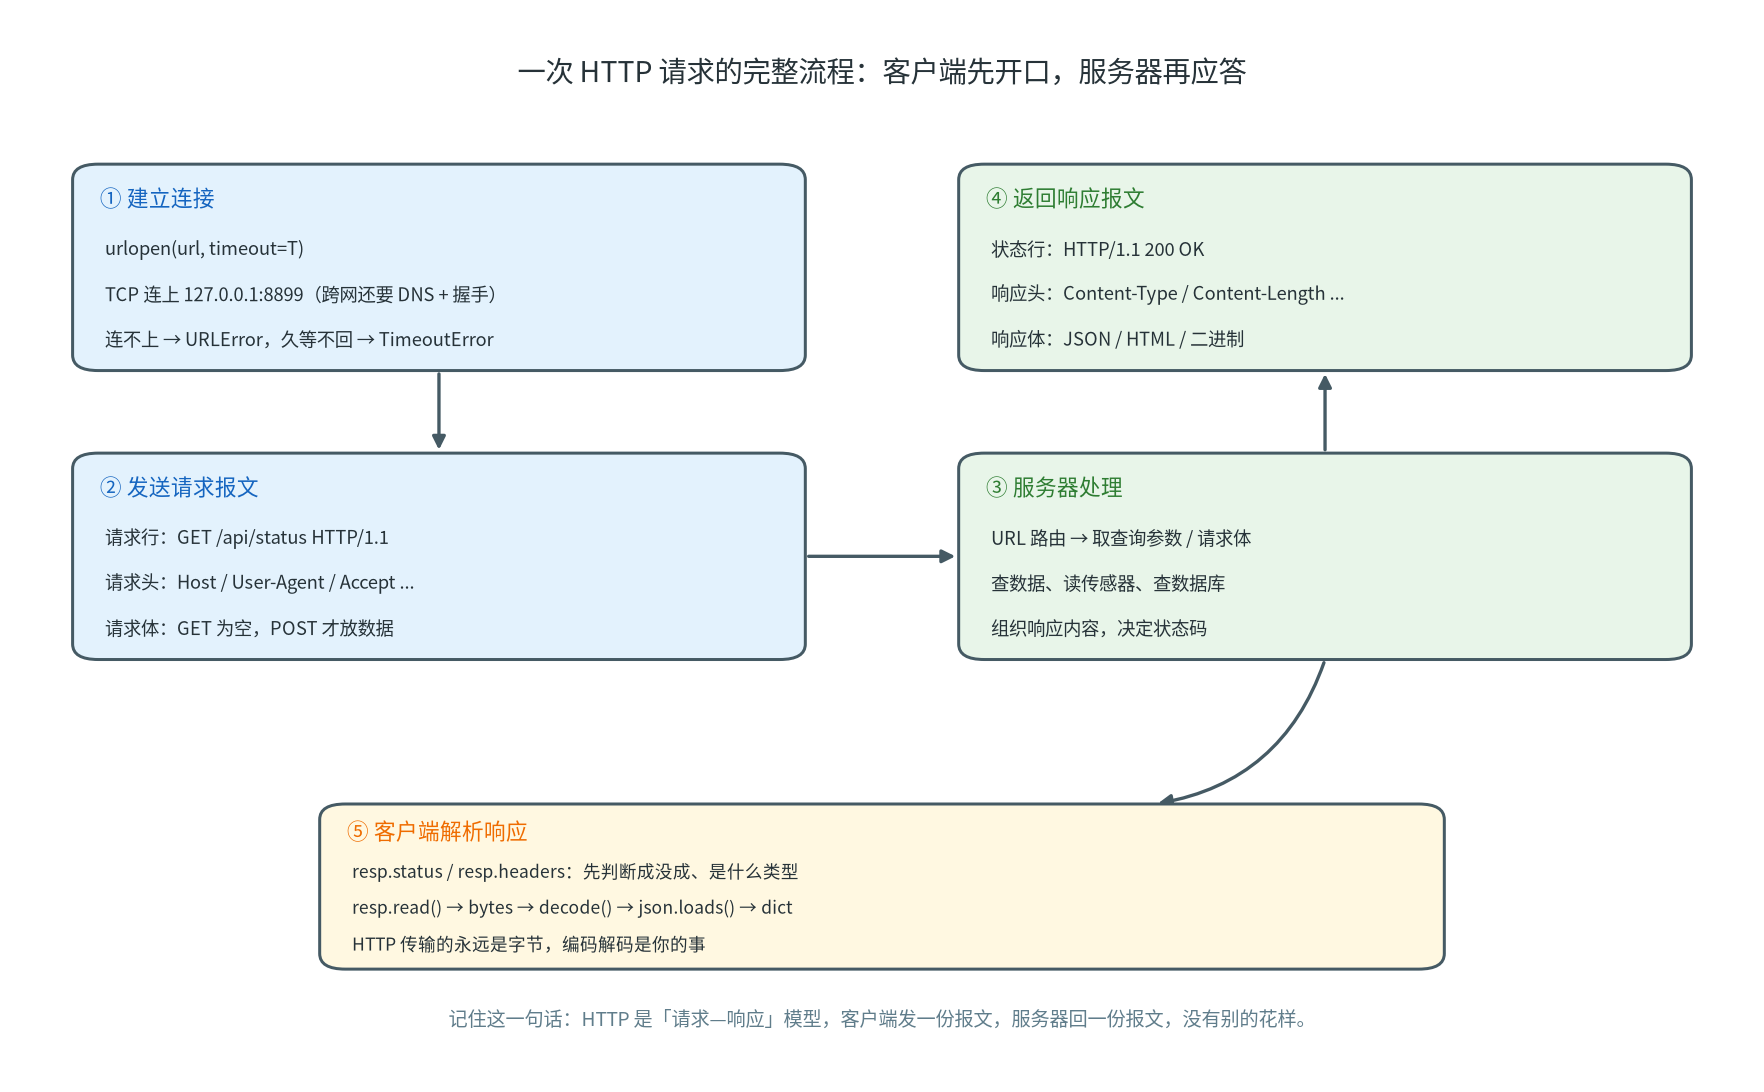 一次 HTTP 请求的完整流程：客户端先开口，服务器再应答
① 建立连接
urlopen(url, timeout=T)
TCP 连上 127.0.0.1:8899（跨网还要 DNS + 握手）
连不上 → URLError，久等不回 → TimeoutError
② 发送请求报文
请求行：GET /api/status HTTP/1.1
请求头：Host / User-Agent / Accept ...
请求体：GET 为空，POST 才放数据
③ 服务器处理
URL 路由 → 取查询参数 / 请求体
查数据、读传感器、查数据库
组织响应内容，决定状态码
④ 返回响应报文
状态行：HTTP/1.1 200 OK
响应头：Content-Type / Content-Length ...
响应体：JSON / HTML / 二进制
⑤ 客户端解析响应
resp.status / resp.headers：先判断成没成、是什么类型
resp.read() → bytes → decode() → json.loads() → dict
HTTP 传输的永远是字节，编码解码是你的事
记住这一句话：HTTP 是「请求—响应」模型，客户端发一份报文，服务器回一份报文，没有别的花样。